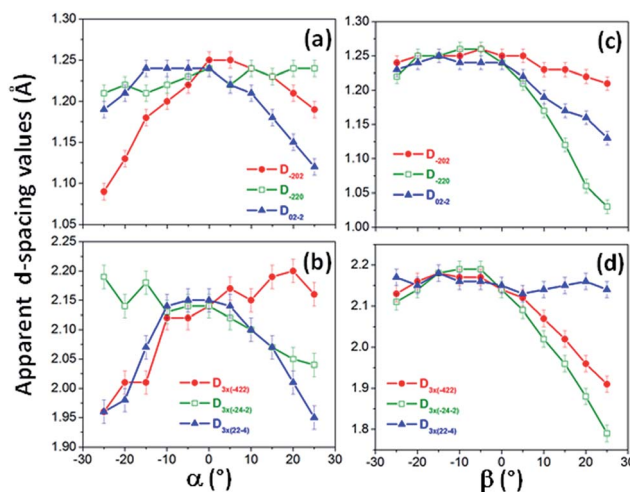 Apparent d-spacing values (Å)
(a)
1.30
1.25
1.20
1.15
1.10
1.05
D-202
D-220
D02-2
(c)
1.30
1.25
1.20
1.15
1.10
1.05
1.00
D-202
D-220
D02-2
(b)
2.25
2.20
2.15
2.10
2.05
2.00
1.95
1.90
D3x(-422)
D3x(-24-2)
D3x(22-4)
-30 -20 -10 0 10 20 30
α (°)
(d)
2.2
2.1
2.0
1.9
1.8
D3x(-422)
D3x(-24-2)
D3x(22-4)
-30 -20 -10 0 10 20 30
β (°)